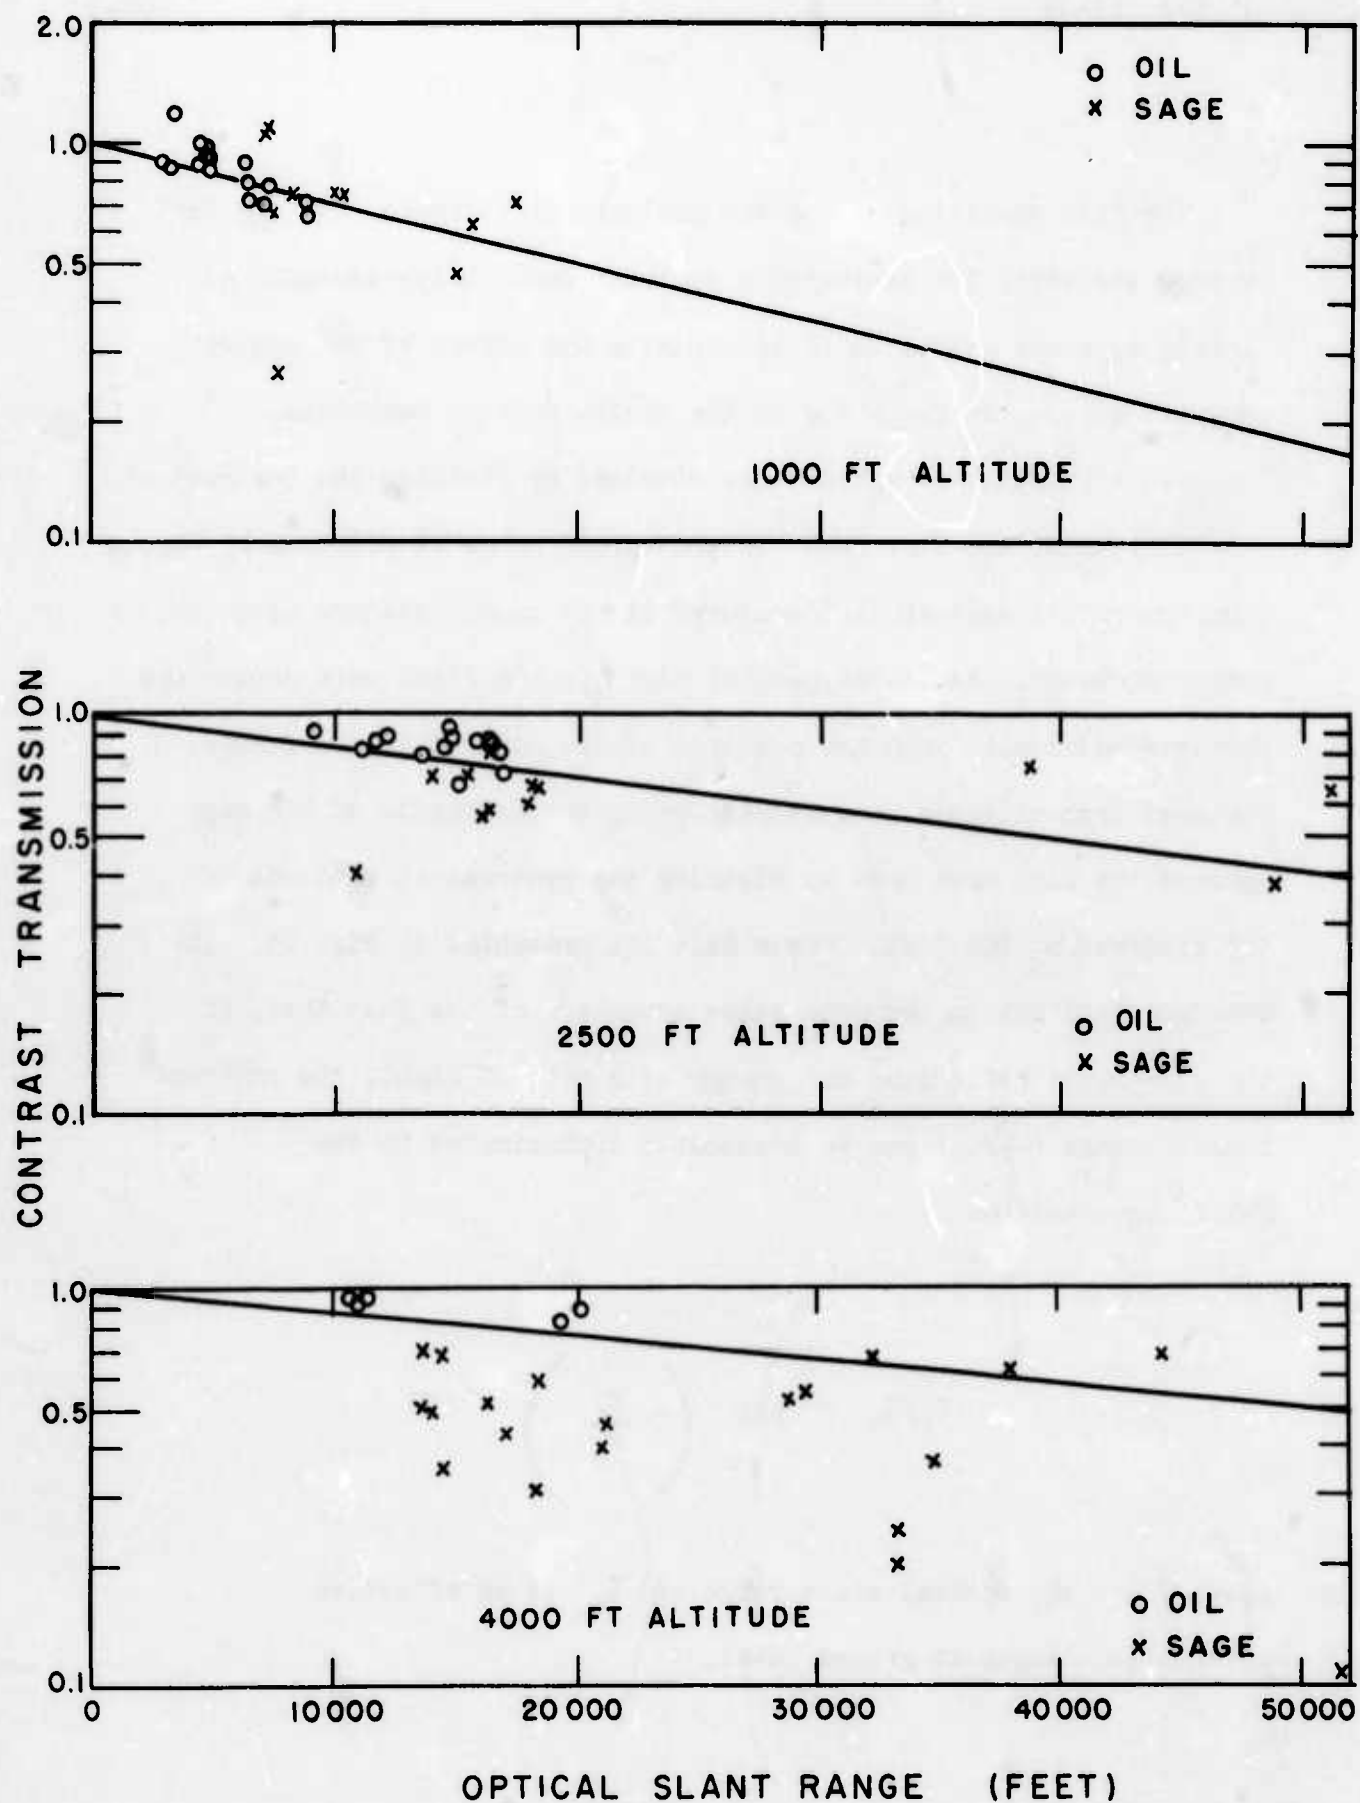 2.0
O OIL
x SAGE
1.0
0.5
1000 FT ALTITUDE
0.1
CONTRAST TRANSMISSION
1.0
0.5
2500 FT ALTITUDE
O OIL
x SAGE
0.1
1.0
0.5
4000 FT ALTITUDE
O OIL
x SAGE
0.1
0 10000 20000 30000 40000 50000
OPTICAL SLANT RANGE (FEET)